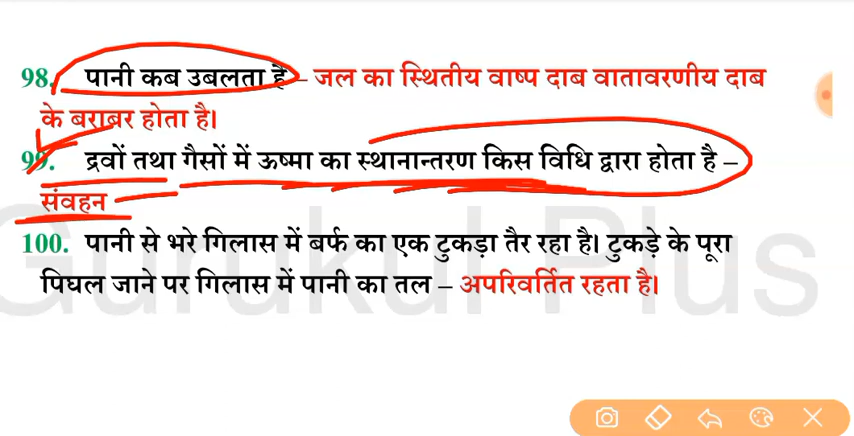 98. पानी कब उबलता है – जल का स्थितीय वाष्प दाब वातावरणीय दाब
के बराबर होता है।
99. द्रवों तथा गैसों में ऊष्मा का स्थानान्तरण किस विधि द्वारा होता है –
संवहन
100. पानी से भरे गिलास में बर्फ का एक टुकड़ा तैर रहा है। टुकड़े के पूरा
पिघल जाने पर गिलास में पानी का तल – अपरिवर्तित रहता है।
Gurukul Plus